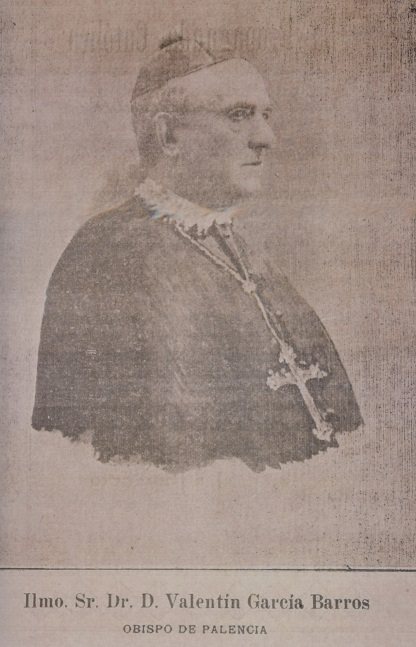 Ilmo. Sr. Dr. D. Valentín García Barros
OBISPO DE PALENCIA